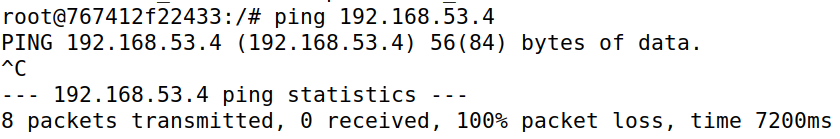 root@767412f22433:/# ping 192.168.53.4
PING 192.168.53.4 (192.168.53.4) 56(84) bytes of data.
^C
--- 192.168.53.4 ping statistics ---
8 packets transmitted, 0 received, 100% packet loss, time 7200ms